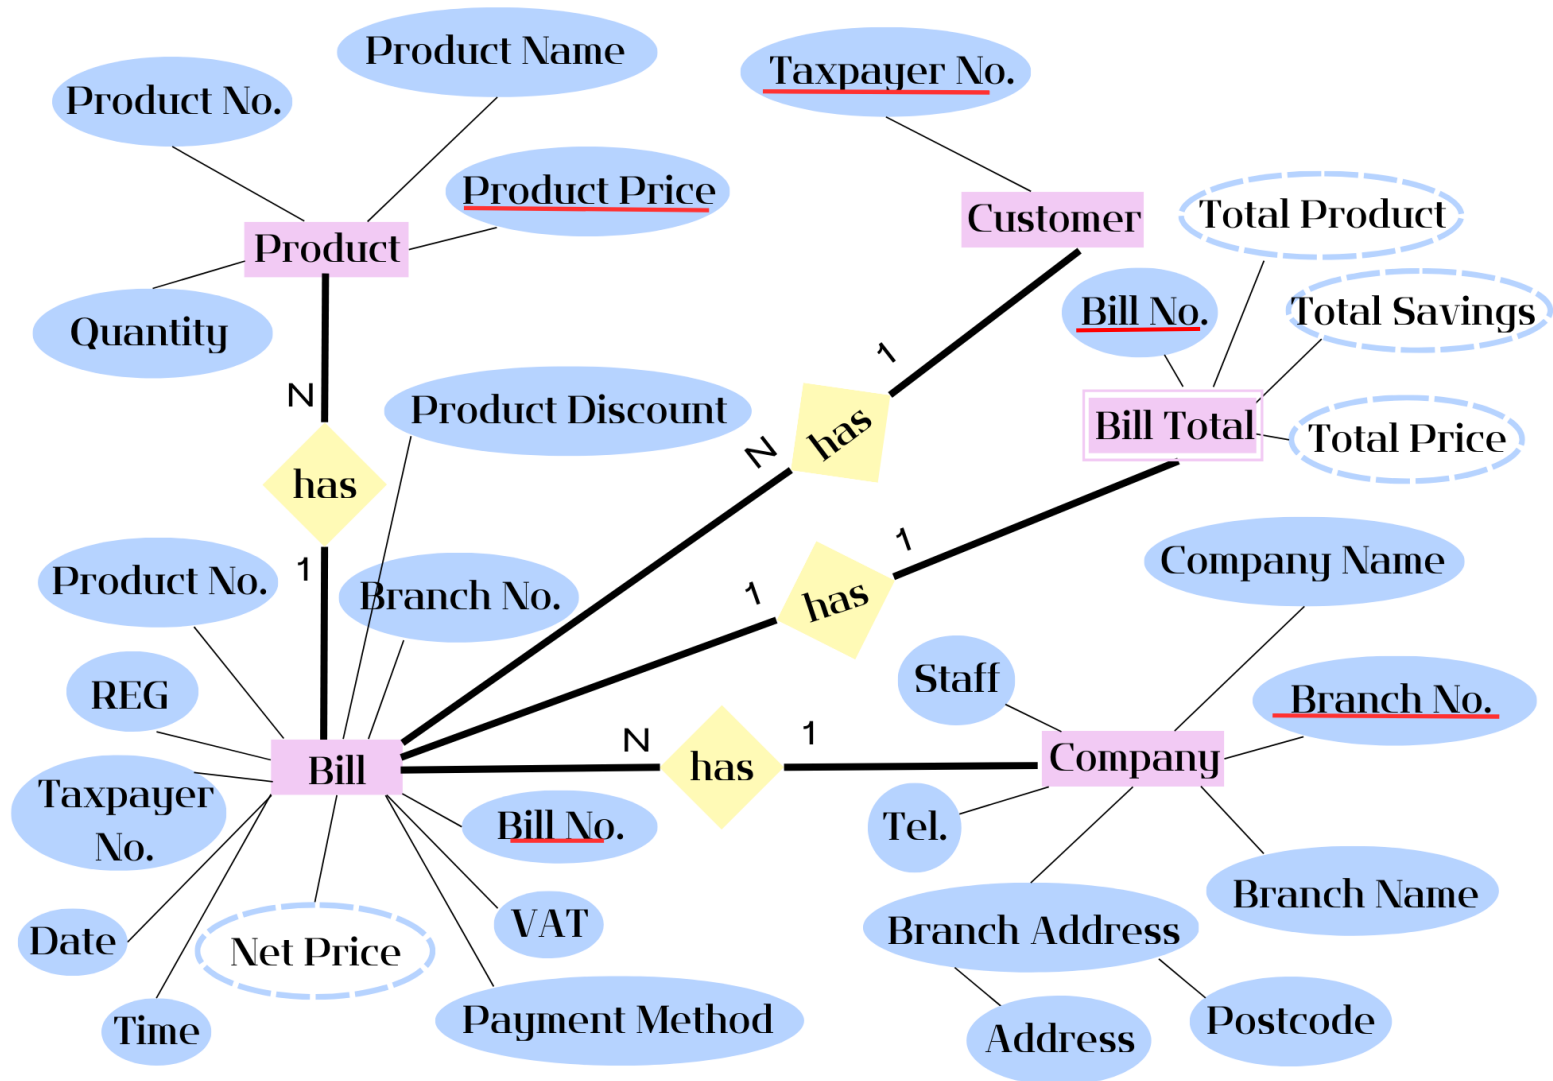 Product Name
Product No.
Product Price
Product
Quantity
N
has
1
Taxpayer No.
Customer
1
has
N
Total Product
Bill No.
Total Savings
Bill Total
Total Price
1
has
1
Product Discount
Product No.
Branch No.
REG
Bill
Taxpayer
No.
Bill No.
Date
Net Price
VAT
Time
Payment Method
N
has
1
Company Name
Staff
Branch No.
Company
Tel.
Branch Name
Branch Address
Address
Postcode